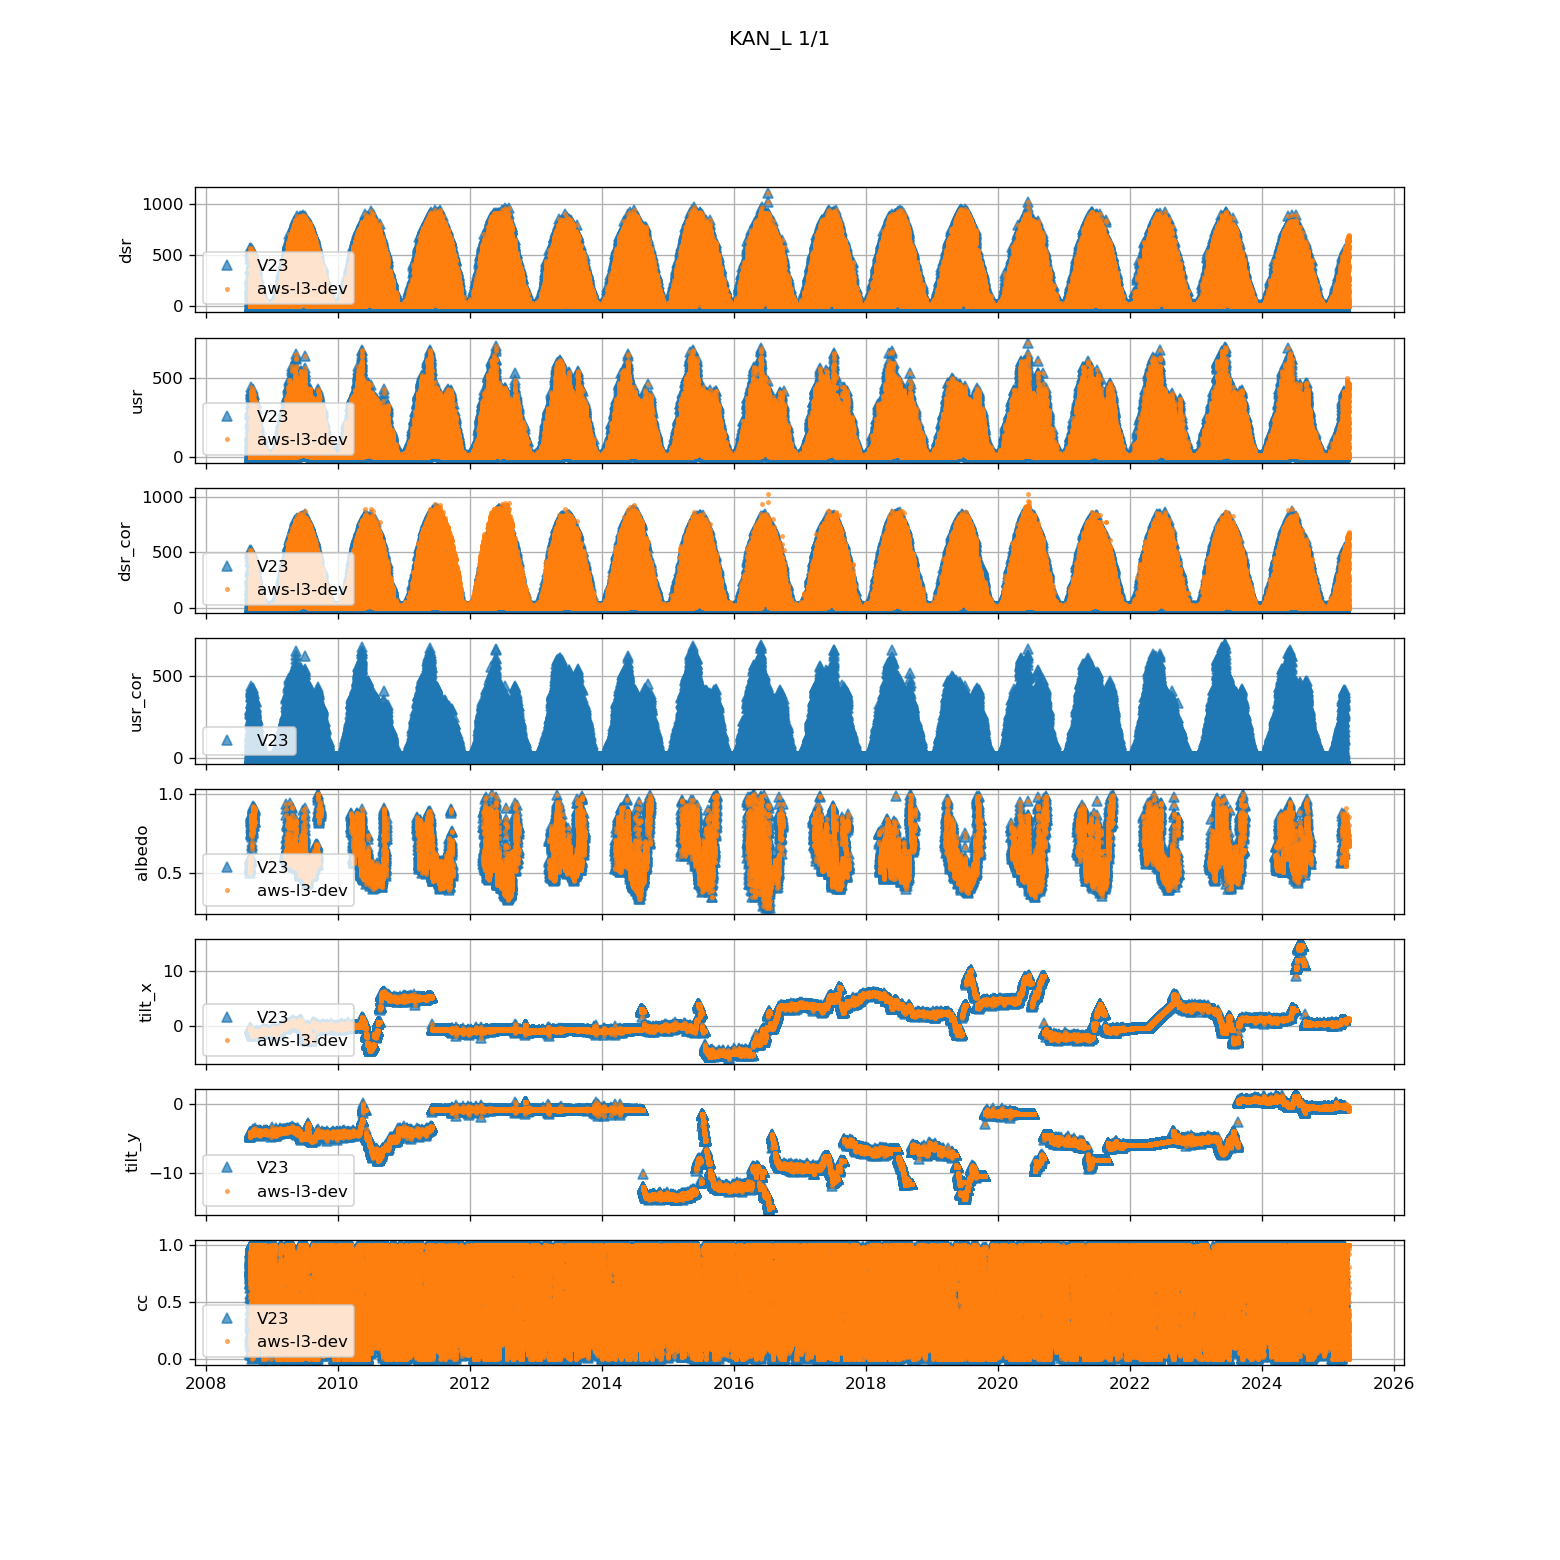 KAN_L 1/1
1000
500
0
dsr
V23
aws-l3-dev
500
0
usr
V23
aws-l3-dev
1000
500
0
dsr_cor
V23
aws-l3-dev
500
0
usr_cor
V23
1.0
0.5
albedo
V23
aws-l3-dev
10
0
tilt_x
V23
aws-l3-dev
0
−10
tilt_y
V23
aws-l3-dev
1.0
0.5
0.0
cc
V23
aws-l3-dev
2008 2010 2012 2014 2016 2018 2020 2022 2024 2026